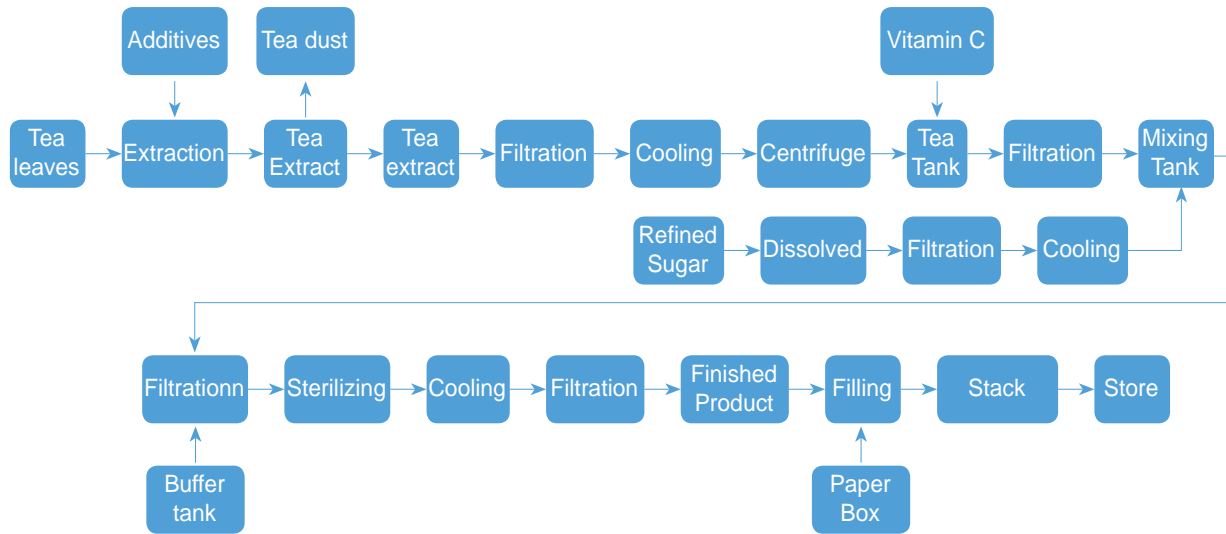 Additives
Tea dust
Vitamin C
Tea
leaves
Extraction
Tea
Extract
Tea
extract
Filtration
Cooling
Centrifuge
Tea
Tank
Filtration
Mixing
Tank
Refined
Sugar
Dissolved
Filtration
Cooling
Filtrationn
Sterilizing
Cooling
Filtration
Finished
Product
Filling
Stack
Store
Buffer
tank
Paper
Box